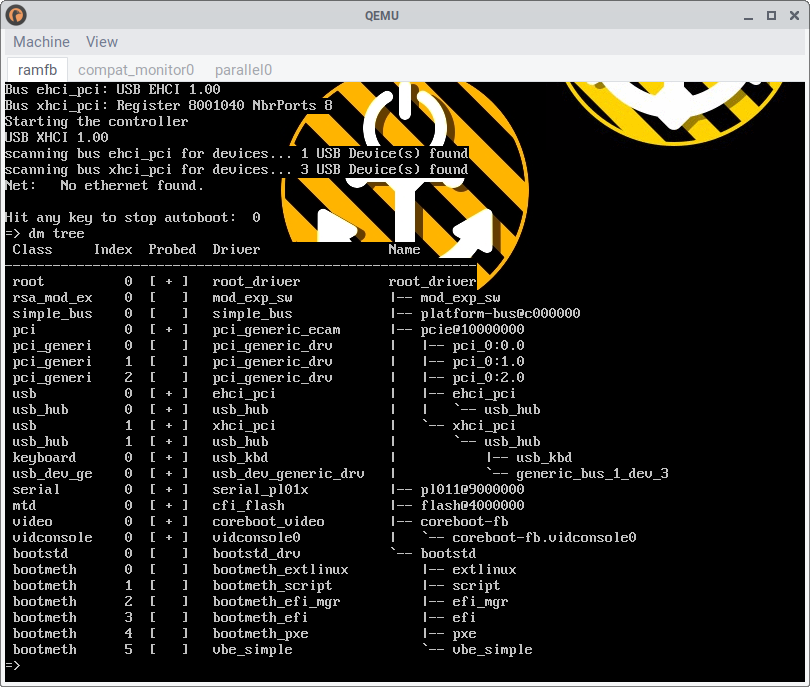 QEMU
Machine View
ramfb compat_monitor0 parallel0
Bus ehci_pci: USB EHCI 1.00
Bus xhci_pci: Register 8001040 NbrPorts 8
Starting the controller
USB XHCI 1.00
scanning bus ehci_pci for devices... 1 USB Device(s) found
scanning bus xhci_pci for devices... 3 USB Device(s) found
Net:   No ethernet found.
Hit any key to stop autoboot:  0
=> dm tree
 Class     Index  Probed  Driver                Name
-----------------------------------------------------------
 root          0  [ + ]   root_driver           root_driver
 rsa_mod_ex    0  [   ]   mod_exp_sw            |-- mod_exp_sw
 simple_bus    0  [   ]   simple_bus            |-- platform-bus@c000000
 pci           0  [ + ]   pci_generic_ecam      |-- pcie@10000000
 pci_generi    0  [   ]   pci_generic_drv       |   |-- pci_0:0.0
 pci_generi    1  [   ]   pci_generic_drv       |   |-- pci_0:1.0
 pci_generi    2  [   ]   pci_generic_drv       |   |-- pci_0:2.0
 usb           0  [ + ]   ehci_pci              |   |-- ehci_pci
 usb_hub       0  [ + ]   usb_hub               |   |   `-- usb_hub
 usb           1  [ + ]   xhci_pci              |   `-- xhci_pci
 usb_hub       1  [ + ]   usb_hub               |       `-- usb_hub
 keyboard      0  [ + ]   usb_kbd               |           |-- usb_kbd
 usb_dev_ge    0  [ + ]   usb_dev_generic_drv   |           `-- generic_bus_1_dev_3
 serial        0  [ + ]   serial_pl01x          |-- pl011@9000000
 mtd           0  [ + ]   cfi_flash             |-- flash@4000000
 video         0  [ + ]   coreboot_video        |-- coreboot-fb
 vidconsole    0  [ + ]   vidconsole0           |   `-- coreboot-fb.vidconsole0
 bootstd       0  [   ]   bootstd_drv           `-- bootstd
 bootmeth      0  [   ]   bootmeth_extlinux         |-- extlinux
 bootmeth      1  [   ]   bootmeth_script           |-- script
 bootmeth      2  [   ]   bootmeth_efi_mgr          |-- efi_mgr
 bootmeth      3  [   ]   bootmeth_efi              |-- efi
 bootmeth      4  [   ]   bootmeth_pxe              |-- pxe
 bootmeth      5  [   ]   vbe_simple                `-- vbe_simple
=>